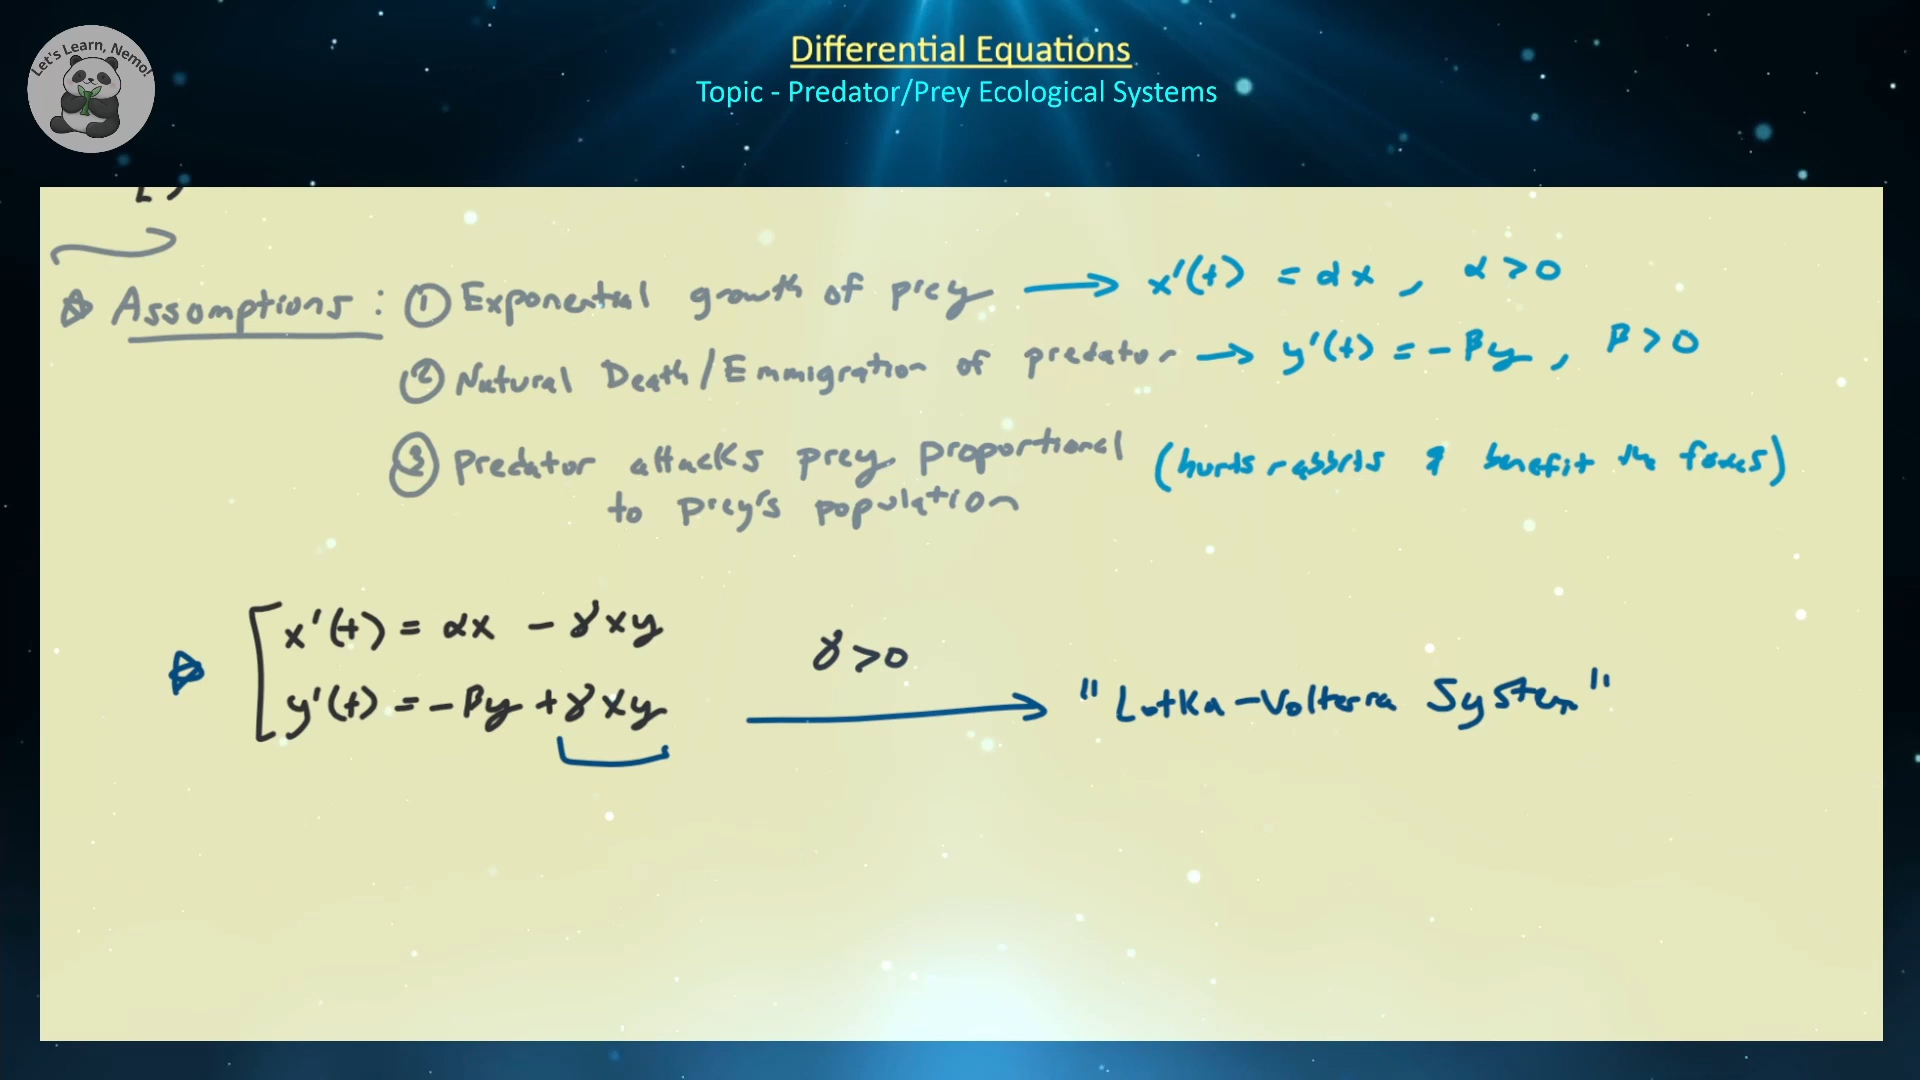 Let's Learn, Nemo!
Differential Equations
Topic - Predator/Prey Ecological Systems
Assomptions : ① Exponential growth of prey → x'(t) = αx , α > 0
② Natural Death/Emmigration of predator → y'(t) = -βy , β > 0
③ Predator attacks prey proportional (hurts rabbits & benefit the foxes)
to prey's population
x'(t) = αx - γxy
γ > 0
y'(t) = -βy + γxy → "Lotka-Volterra System"